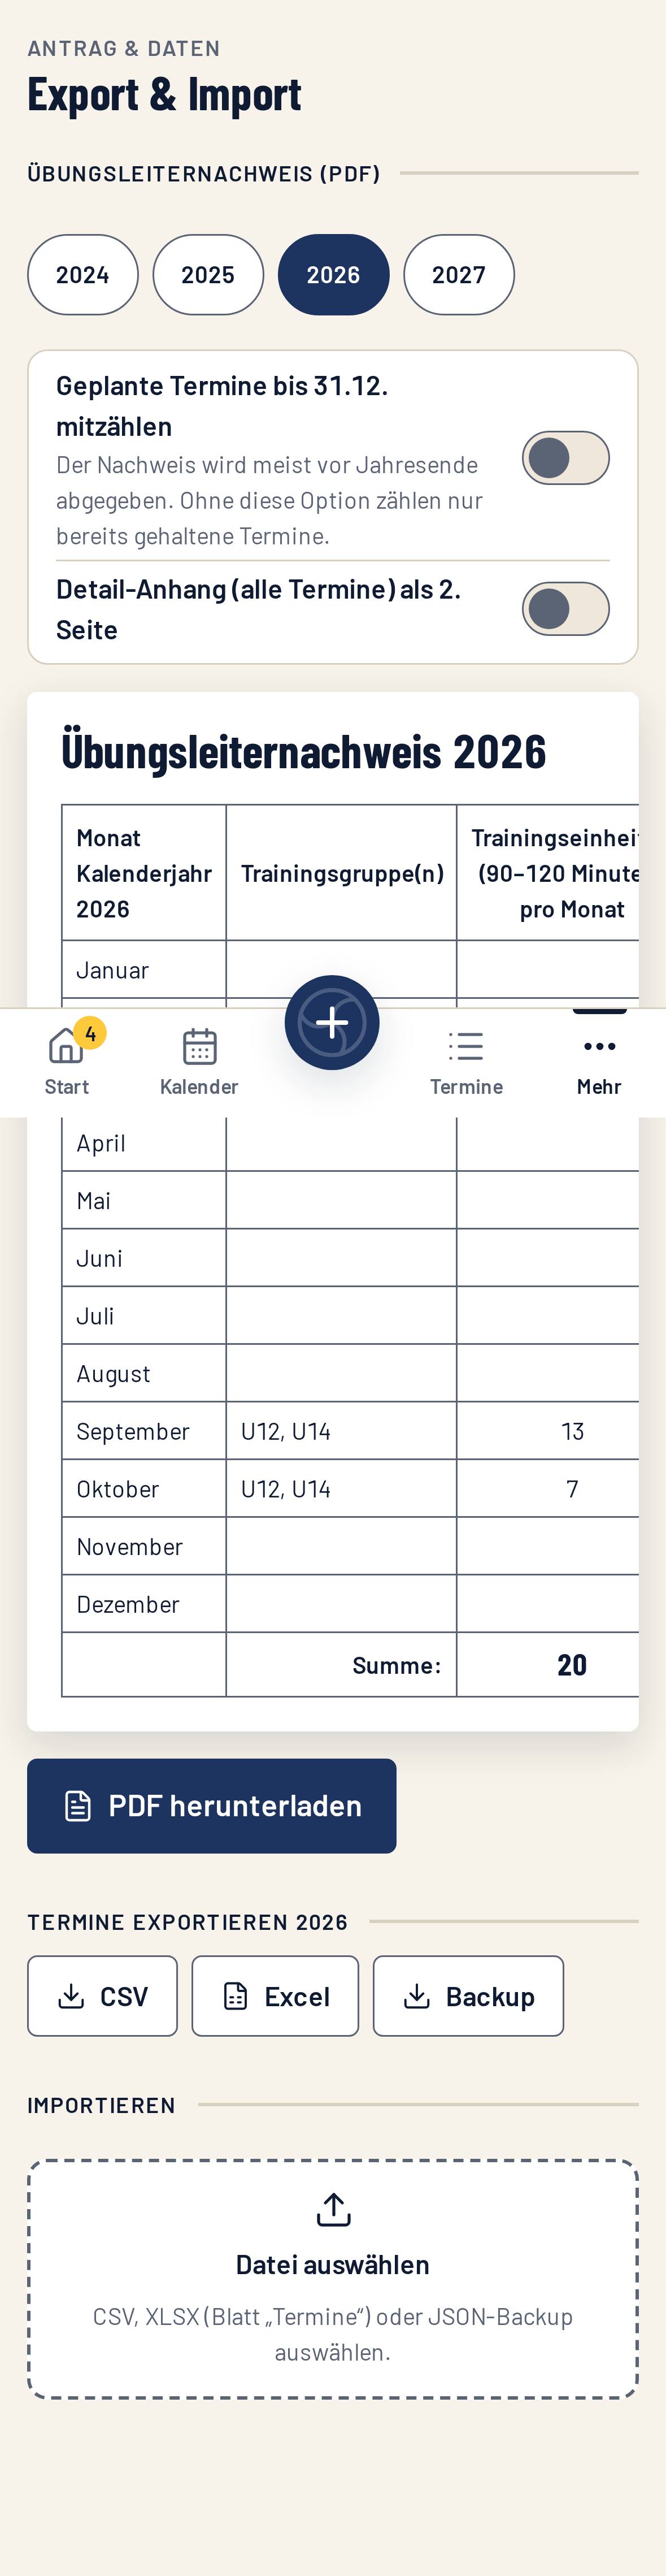 ANTRAG & DATEN
Export & Import
ÜBUNGSLEITERNACHWEIS (PDF)
2024 2025 2026 2027
Geplante Termine bis 31.12.
mitzählen
Der Nachweis wird meist vor Jahresende
abgegeben. Ohne diese Option zählen nur
bereits gehaltene Termine.
Detail-Anhang (alle Termine) als 2.
Seite
Übungsleiternachweis 2026
Monat
Kalenderjahr
2026
Trainingsgruppe(n)
(90–120
pro Monat
Januar
4
Start
Kalender
Termine
Mehr
April
Mai
Juni
Juli
August
September U12, U14 13
Oktober U12, U14 7
November
Dezember
Summe: 20
PDF herunterladen
TERMINE EXPORTIEREN 2026
CSV Excel Backup
IMPORTIEREN
Datei auswählen
CSV, XLSX (Blatt „Termine“) oder JSON-Backup
auswählen.